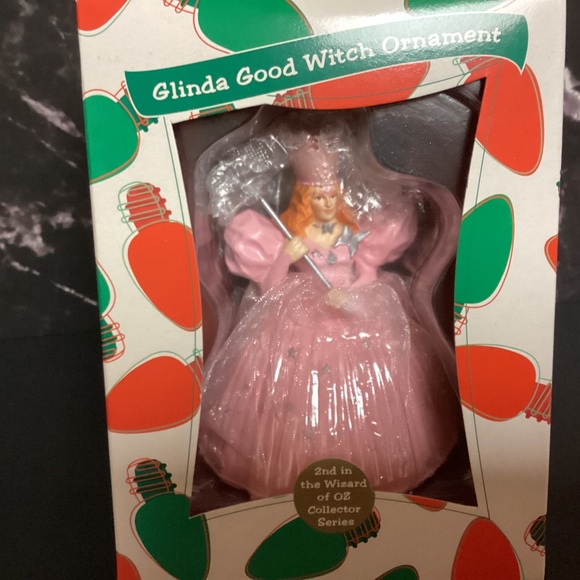 Glinda Good Witch Ornament
2nd in
the Wizard
of OZ
Collector
Series